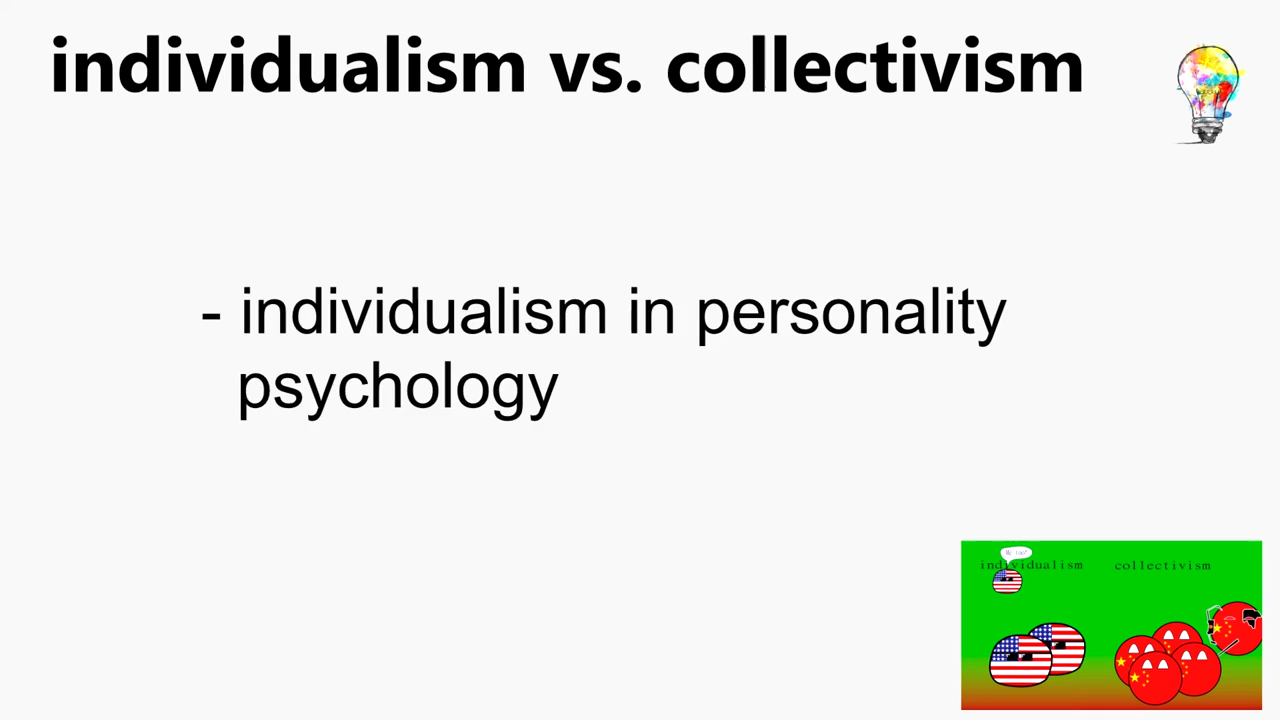 individualism vs. collectivism
- individualism in personality
psychology
individualism
collectivism